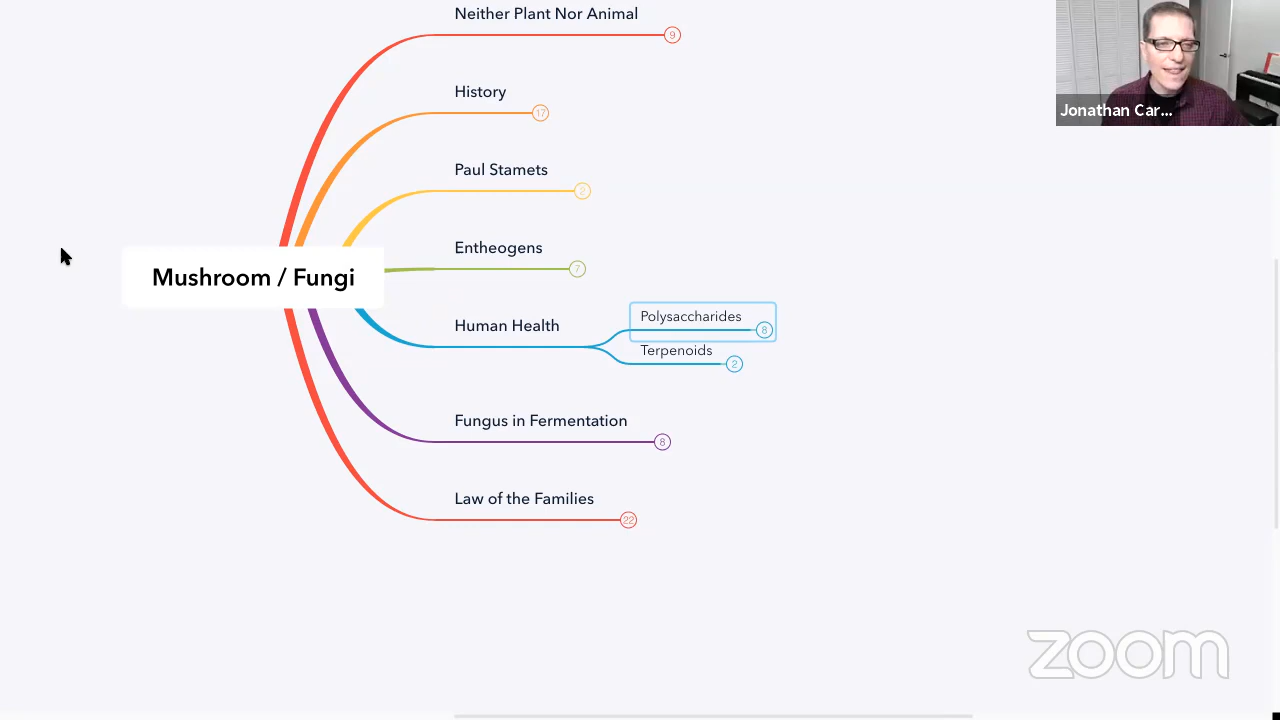 Neither Plant Nor Animal
9
History
17
Paul Stamets
2
Entheogens
7
Mushroom / Fungi
Human Health
Polysaccharides
8
Terpenoids
2
Fungus in Fermentation
8
Law of the Families
22
Jonathan Car...
zoom